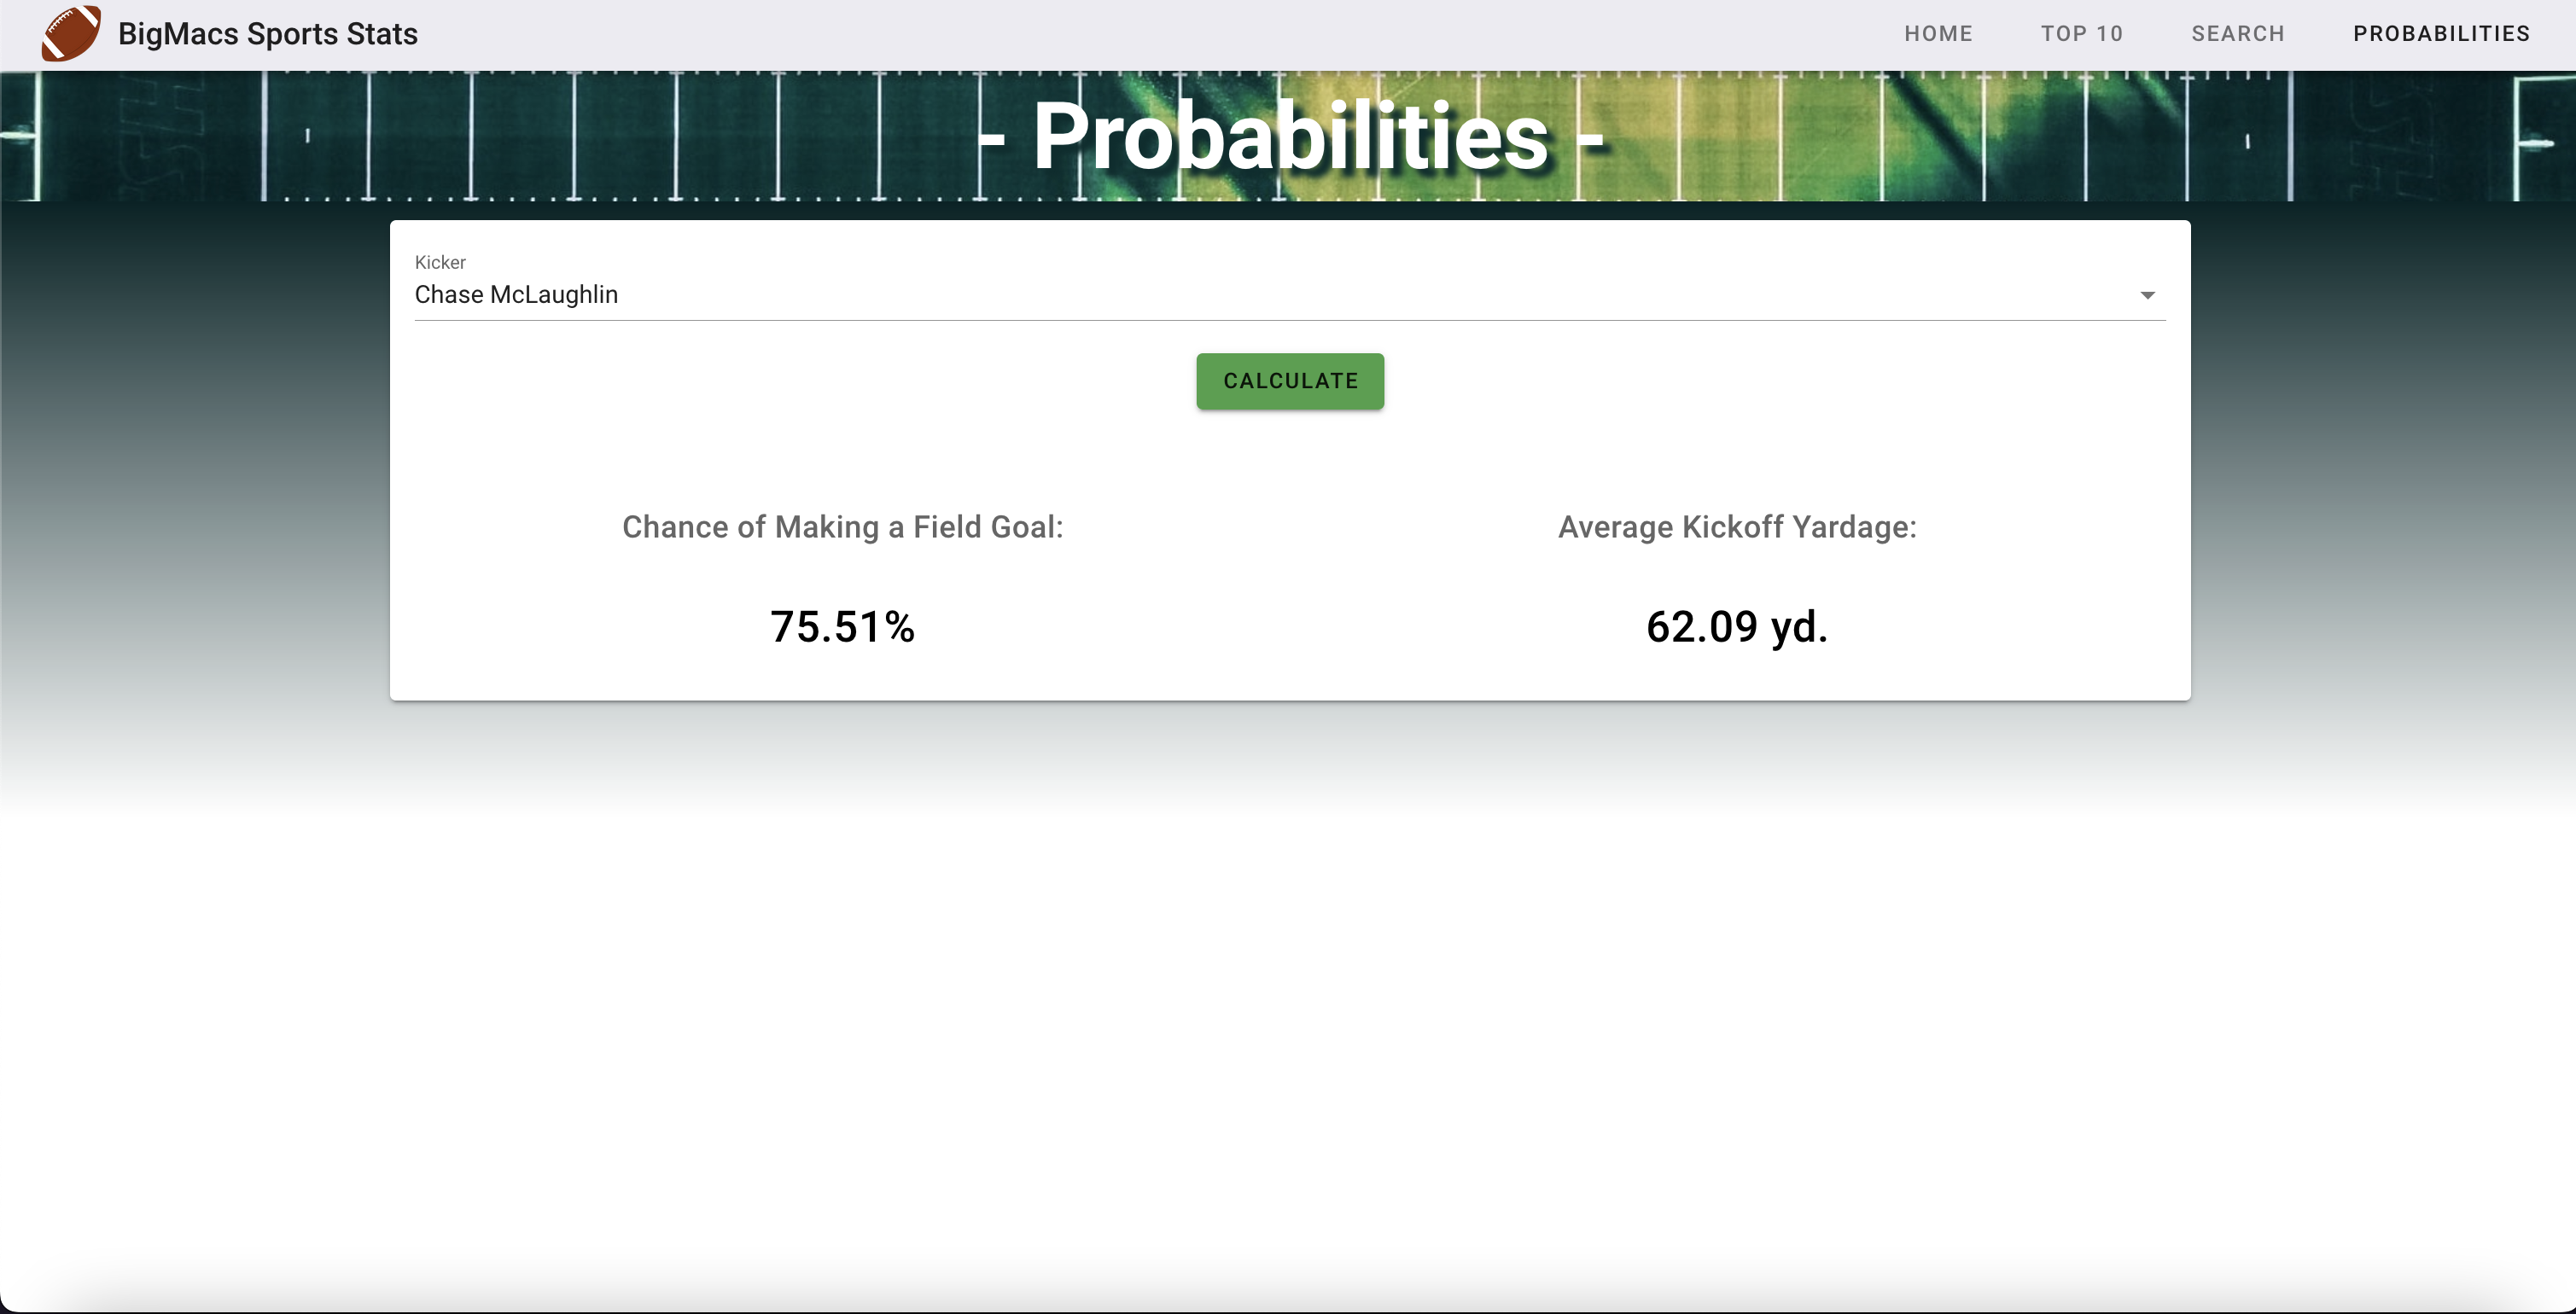 BigMacs Sports Stats
HOME TOP 10 SEARCH PROBABILITIES
- Probabilities -
Kicker
Chase McLaughlin
CALCULATE
Chance of Making a Field Goal:
75.51%
Average Kickoff Yardage:
62.09 yd.